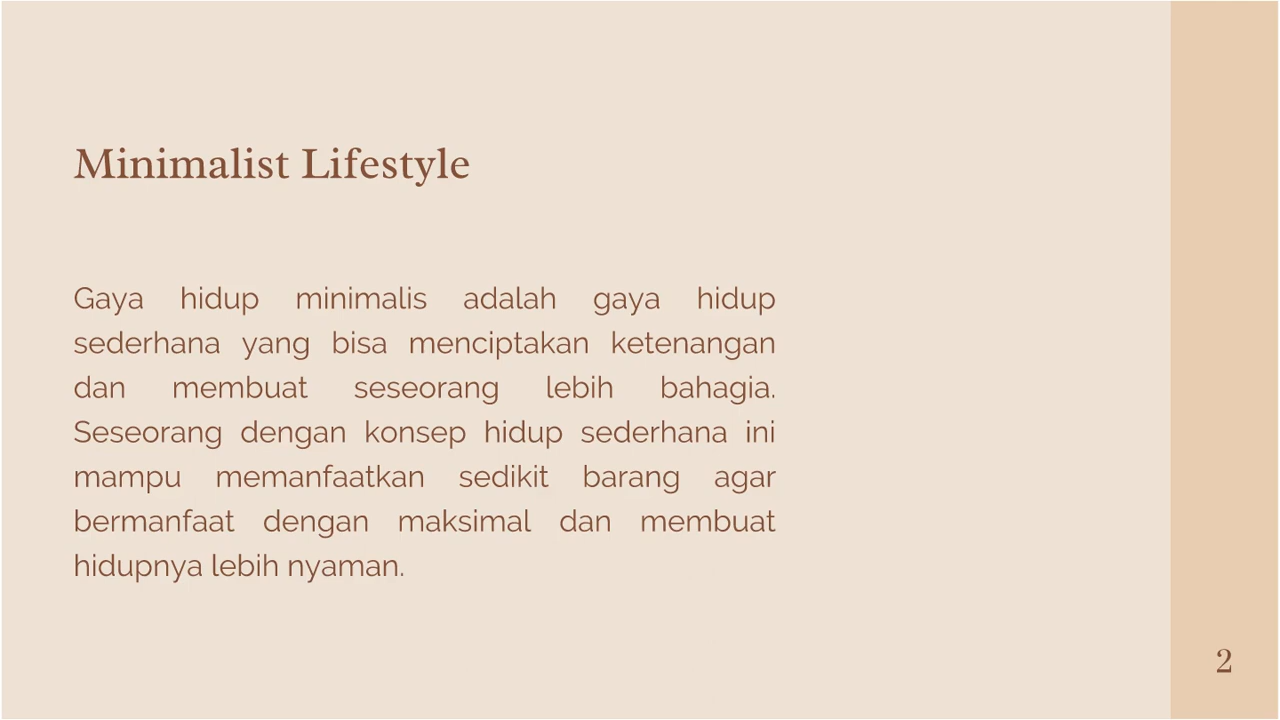 Minimalist Lifestyle
Gaya hidup minimalis adalah gaya hidup
sederhana yang bisa menciptakan ketenangan
dan membuat seseorang lebih bahagia.
Seseorang dengan konsep hidup sederhana ini
mampu memanfaatkan sedikit barang agar
bermanfaat dengan maksimal dan membuat
hidupnya lebih nyaman.
2